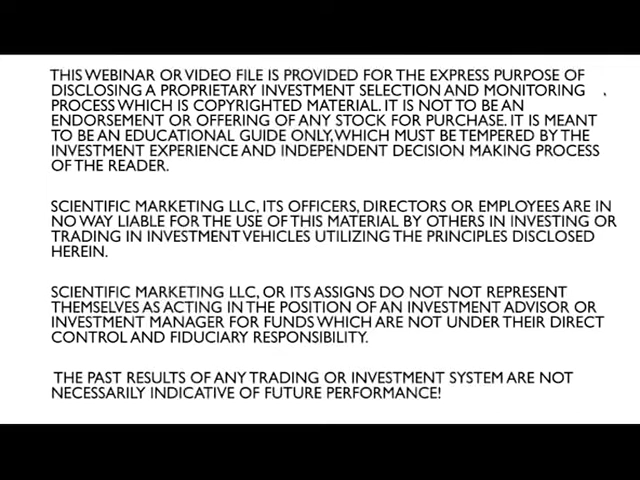 THIS WEBINAR OR VIDEO FILE IS PROVIDED FOR THE EXPRESS PURPOSE OF
DISCLOSING A PROPRIETARY INVESTMENT SELECTION AND MONITORING
PROCESS WHICH IS COPYRIGHTED MATERIAL. IT IS NOT TO BE AN
ENDORSEMENT OR OFFERING OF ANY STOCK FOR PURCHASE. IT IS MEANT
TO BE AN EDUCATIONAL GUIDE ONLY, WHICH MUST BE TEMPERED BY THE
INVESTMENT EXPERIENCE AND INDEPENDENT DECISION MAKING PROCESS
OF THE READER.
SCIENTIFIC MARKETING LLC, ITS OFFICERS, DIRECTORS OR EMPLOYEES ARE IN
NO WAY LIABLE FOR THE USE OF THIS MATERIAL BY OTHERS IN INVESTING OR
TRADING IN INVESTMENT VEHICLES UTILIZING THE PRINCIPLES DISCLOSED
HEREIN.
SCIENTIFIC MARKETING LLC, OR ITS ASSIGNS DO NOT NOT REPRESENT
THEMSELVES AS ACTING IN THE POSITION OF AN INVESTMENT ADVISOR OR
INVESTMENT MANAGER FOR FUNDS WHICH ARE NOT UNDER THEIR DIRECT
CONTROL AND FIDUCIARY RESPONSIBILITY.
THE PAST RESULTS OF ANY TRADING OR INVESTMENT SYSTEM ARE NOT
NECESSARILY INDICATIVE OF FUTURE PERFORMANCE!